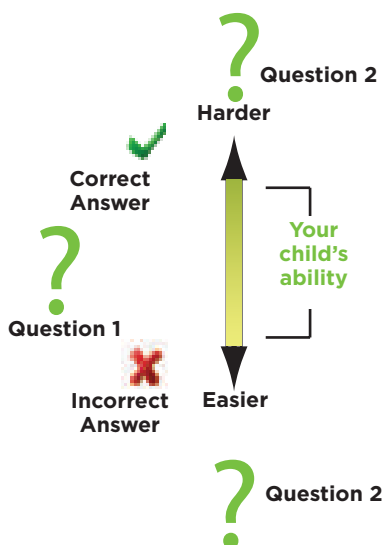 ?
Question 2
Harder
Correct
Answer
Your
child's
ability
?
Question 1
Incorrect
Answer
Easier
?
Question 2